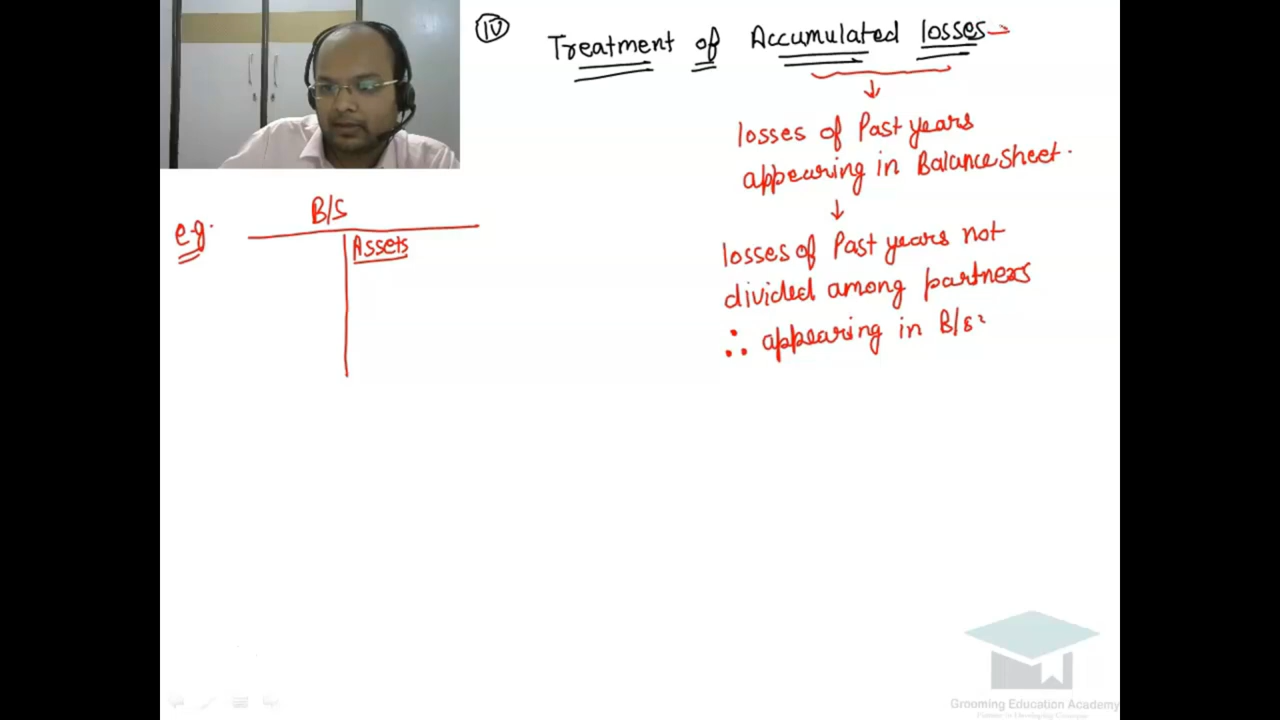 IV Treatment of Accumulated losses
losses of Past years
appearing in Balance sheet.
losses of Past years not
divided among partners
∴ appearing in B/s.
e.g.
B/S
Assets
Grooming Education Academy